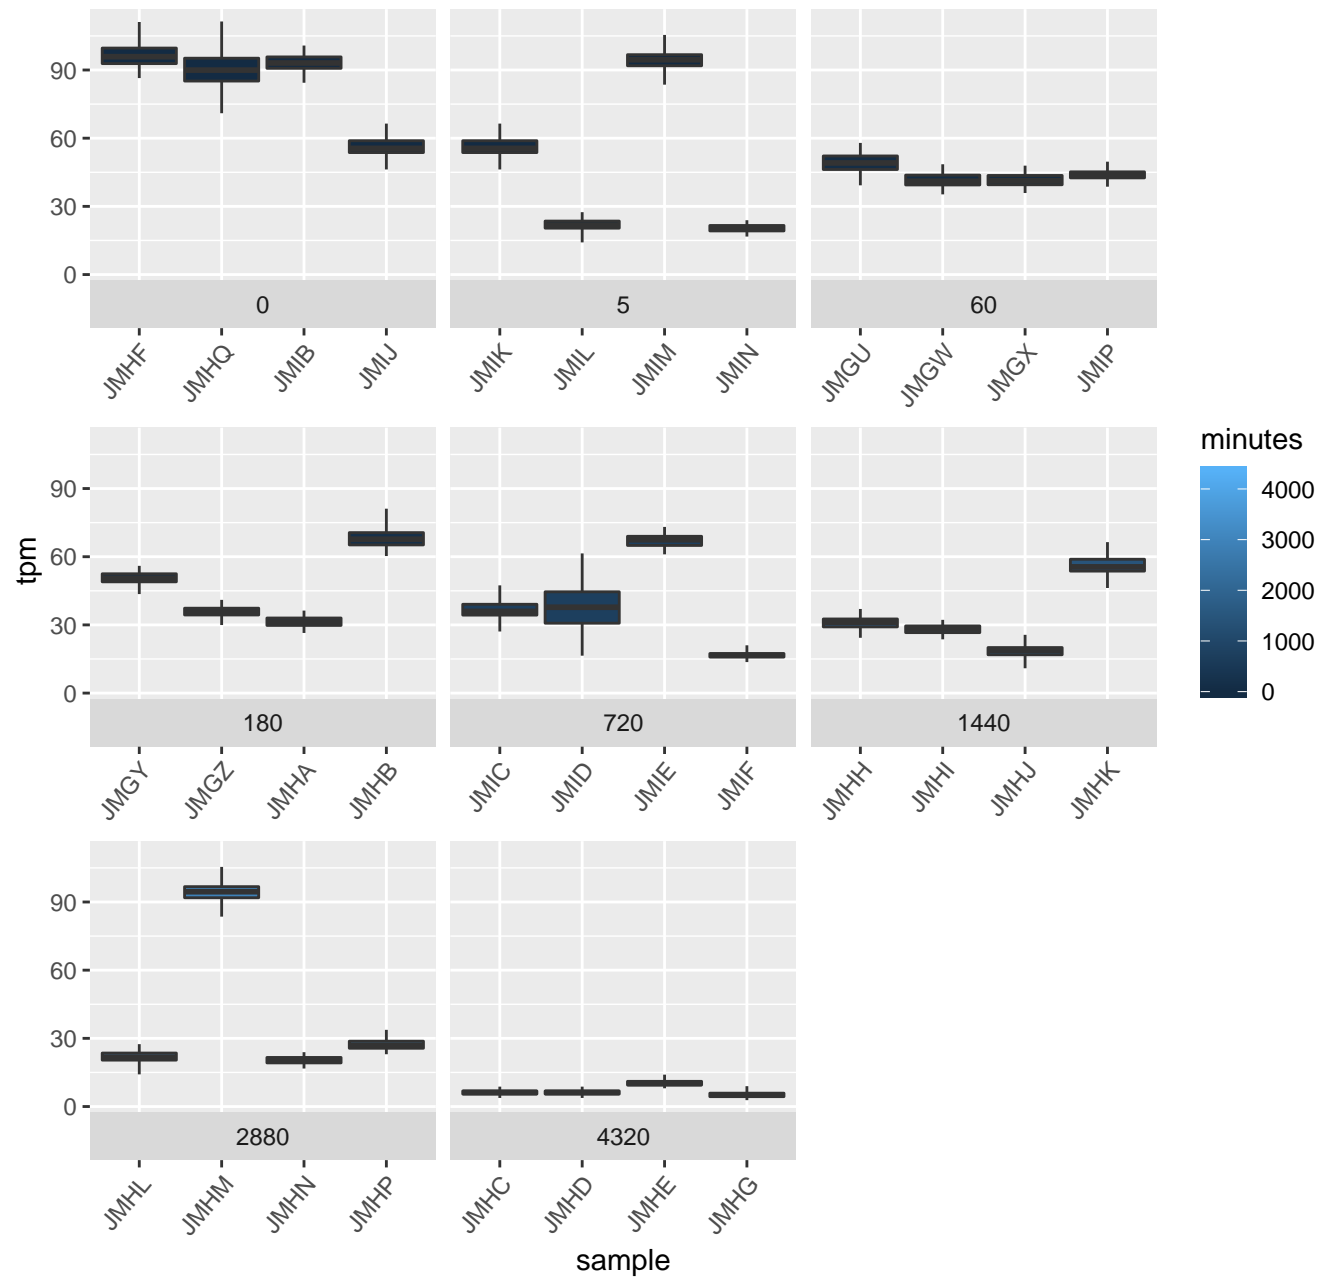 90
60
30
0
0
5
60
JMHF
JMHQ
JMIB
JMIJ
JMIK
JMIL
JMIM
JMIN
JMGU
JMGW
JMGX
JMIP
90
60
30
0
180
720
1440
JMGY
JMGZ
JMHA
JMHB
JMIC
JMID
JMIE
JMIF
JMHH
JMHI
JMHJ
JMHK
90
60
30
0
2880
4320
JMHL
JMHM
JMHN
JMHP
JMHC
JMHD
JMHE
JMHG
tpm
sample
minutes
4000
3000
2000
1000
0